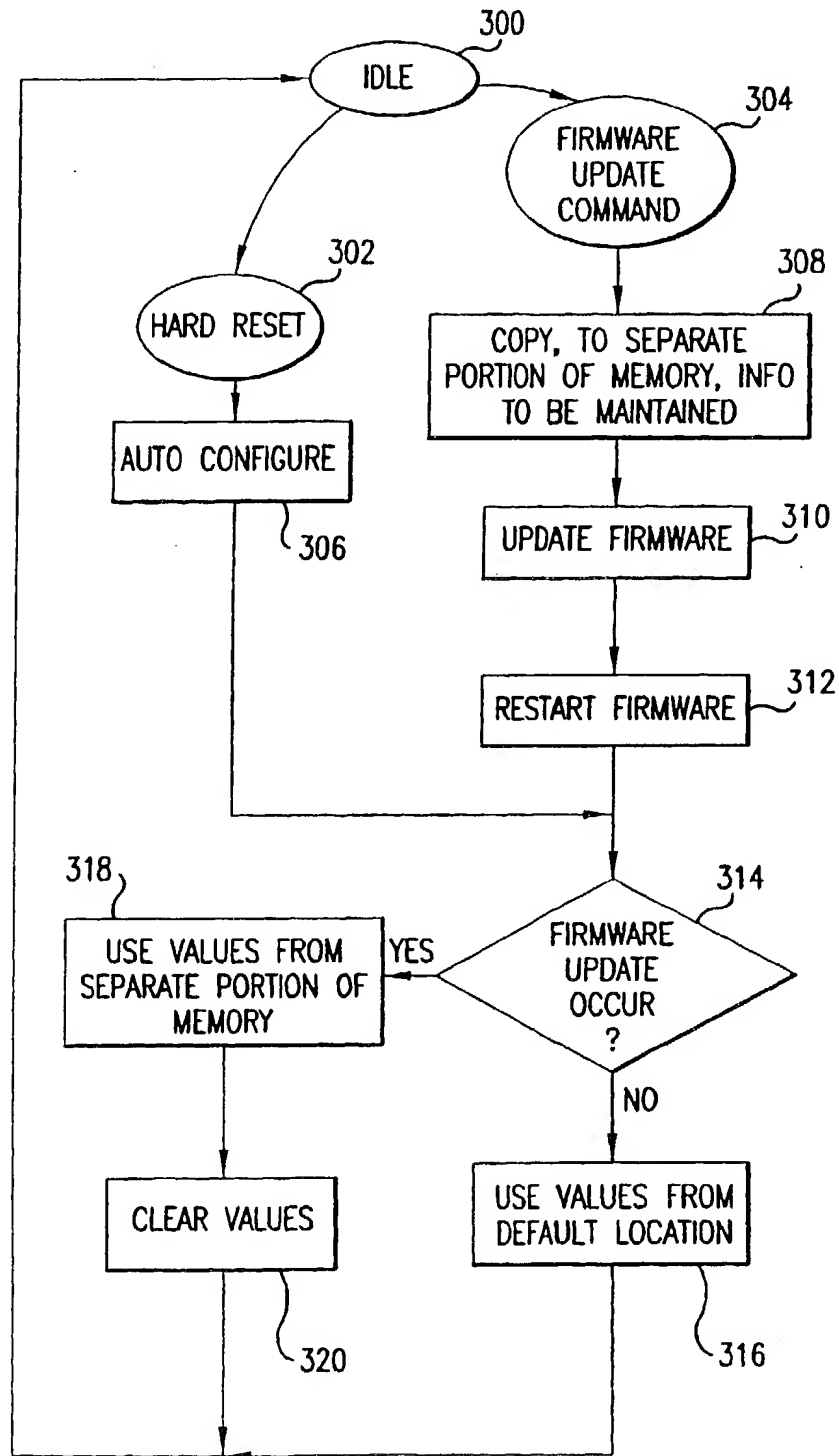 300
IDLE
304
FIRMWARE
UPDATE
COMMAND
302
HARD RESET
308
COPY, TO SEPARATE
PORTION OF MEMORY, INFO
TO BE MAINTAINED
AUTO CONFIGURE
306
UPDATE FIRMWARE
310
RESTART FIRMWARE
312
314
FIRMWARE
UPDATE
OCCUR
?
318
USE VALUES FROM
SEPARATE PORTION OF
MEMORY
YES
NO
CLEAR VALUES
320
USE VALUES FROM
DEFAULT LOCATION
316